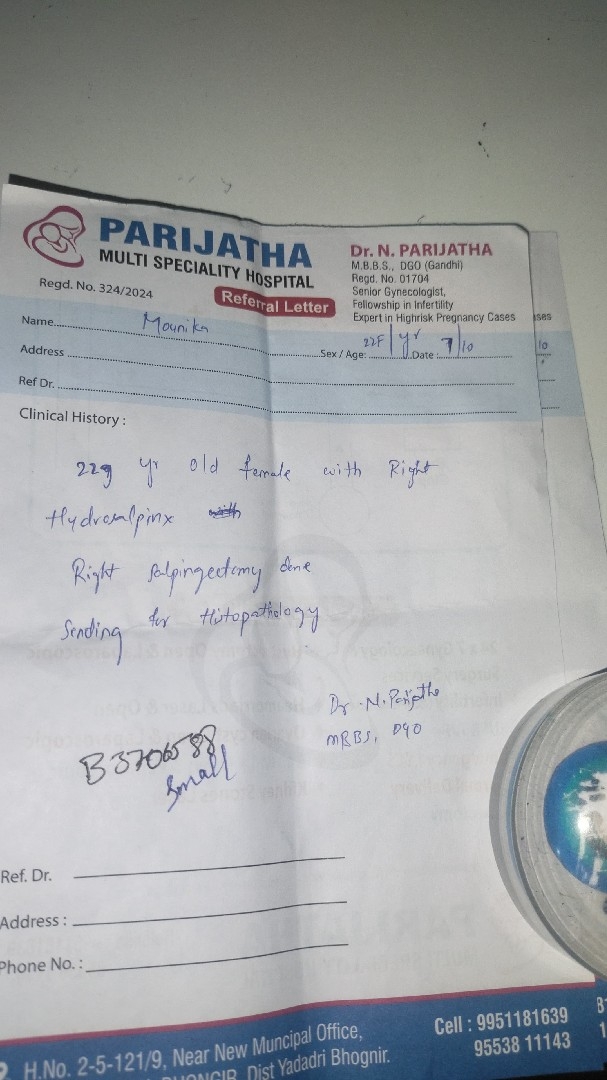 PARIJATHA
MULTI SPECIALITY HOSPITAL
Regd. No. 324/2024
Referral Letter
Dr. N. PARIJATHA
M.B.B.S., DGO (Gandhi)
Regd. No. 01704
Senior Gynecologist,
Fellowship in Infertility
Expert in Highrisk Pregnancy Cases
Name Mounika
Address
Sex / Age: 22F/yr Date: 7/10
Ref Dr.
Clinical History :
229 yr old female with Right
Hydrosalpinx
Right Salpingectomy done
Sending for Histopathology
Dr. N. Parijatha
MBBS, DGO
B3706588
Small
Ref. Dr.
Address :
Phone No. :
H.No. 2-5-121/9, Near New Muncipal Office,
Dist Yadadri Bhognir.
Cell : 9951181639
95538 11143